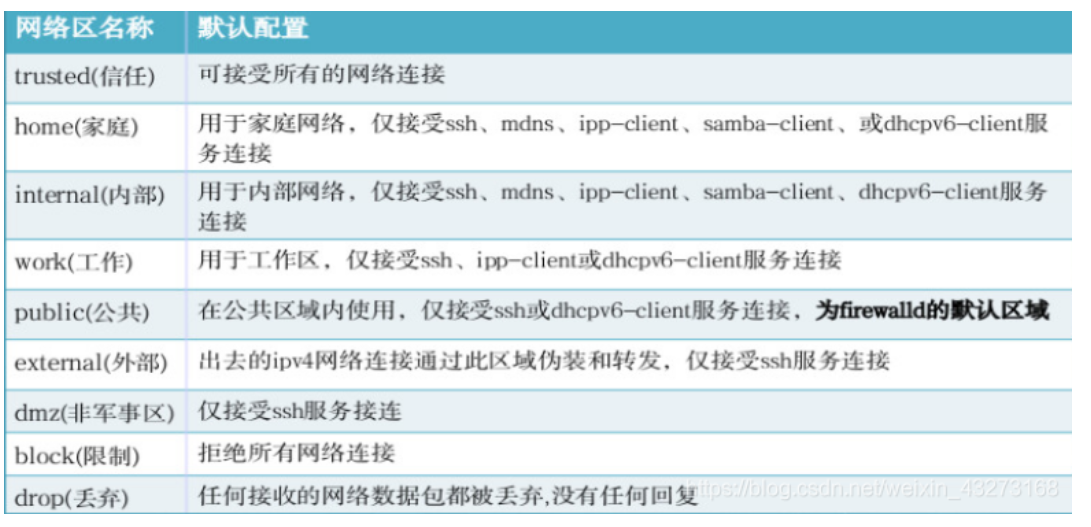 网络区名称 默认配置
trusted(信任) 可接受所有的网络连接
home(家庭) 用于家庭网络，仅接受ssh、mdns、ipp-client、samba-client、或dhcpv6-client服
务连接
internal(内部) 用于内部网络，仅接受ssh、mdns、ipp-client、samba-client、dhcpv6-client服务
连接
work(工作) 用于工作区，仅接受ssh、ipp-client或dhcpv6-client服务连接
public(公共) 在公共区域内使用，仅接受ssh或dhcpv6-client服务连接，为firewalld的默认区域
external(外部) 出去的ipv4网络连接通过此区域伪装和转发，仅接受ssh服务连接
dmz(非军事区) 仅接受ssh服务接连
block(限制) 拒绝所有网络连接
drop(丢弃) 任何接收的网络数据包都被丢弃,没有任何回复
https://blog.csdn.net/weixin_43273168